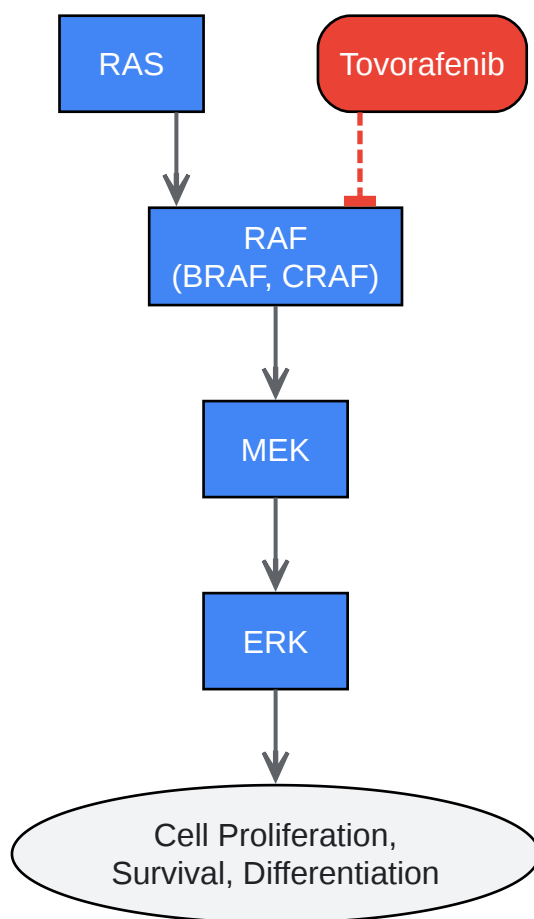 RAS
Tovorafenib
RAF
(BRAF, CRAF)
MEK
ERK
Cell Proliferation,
Survival, Differentiation